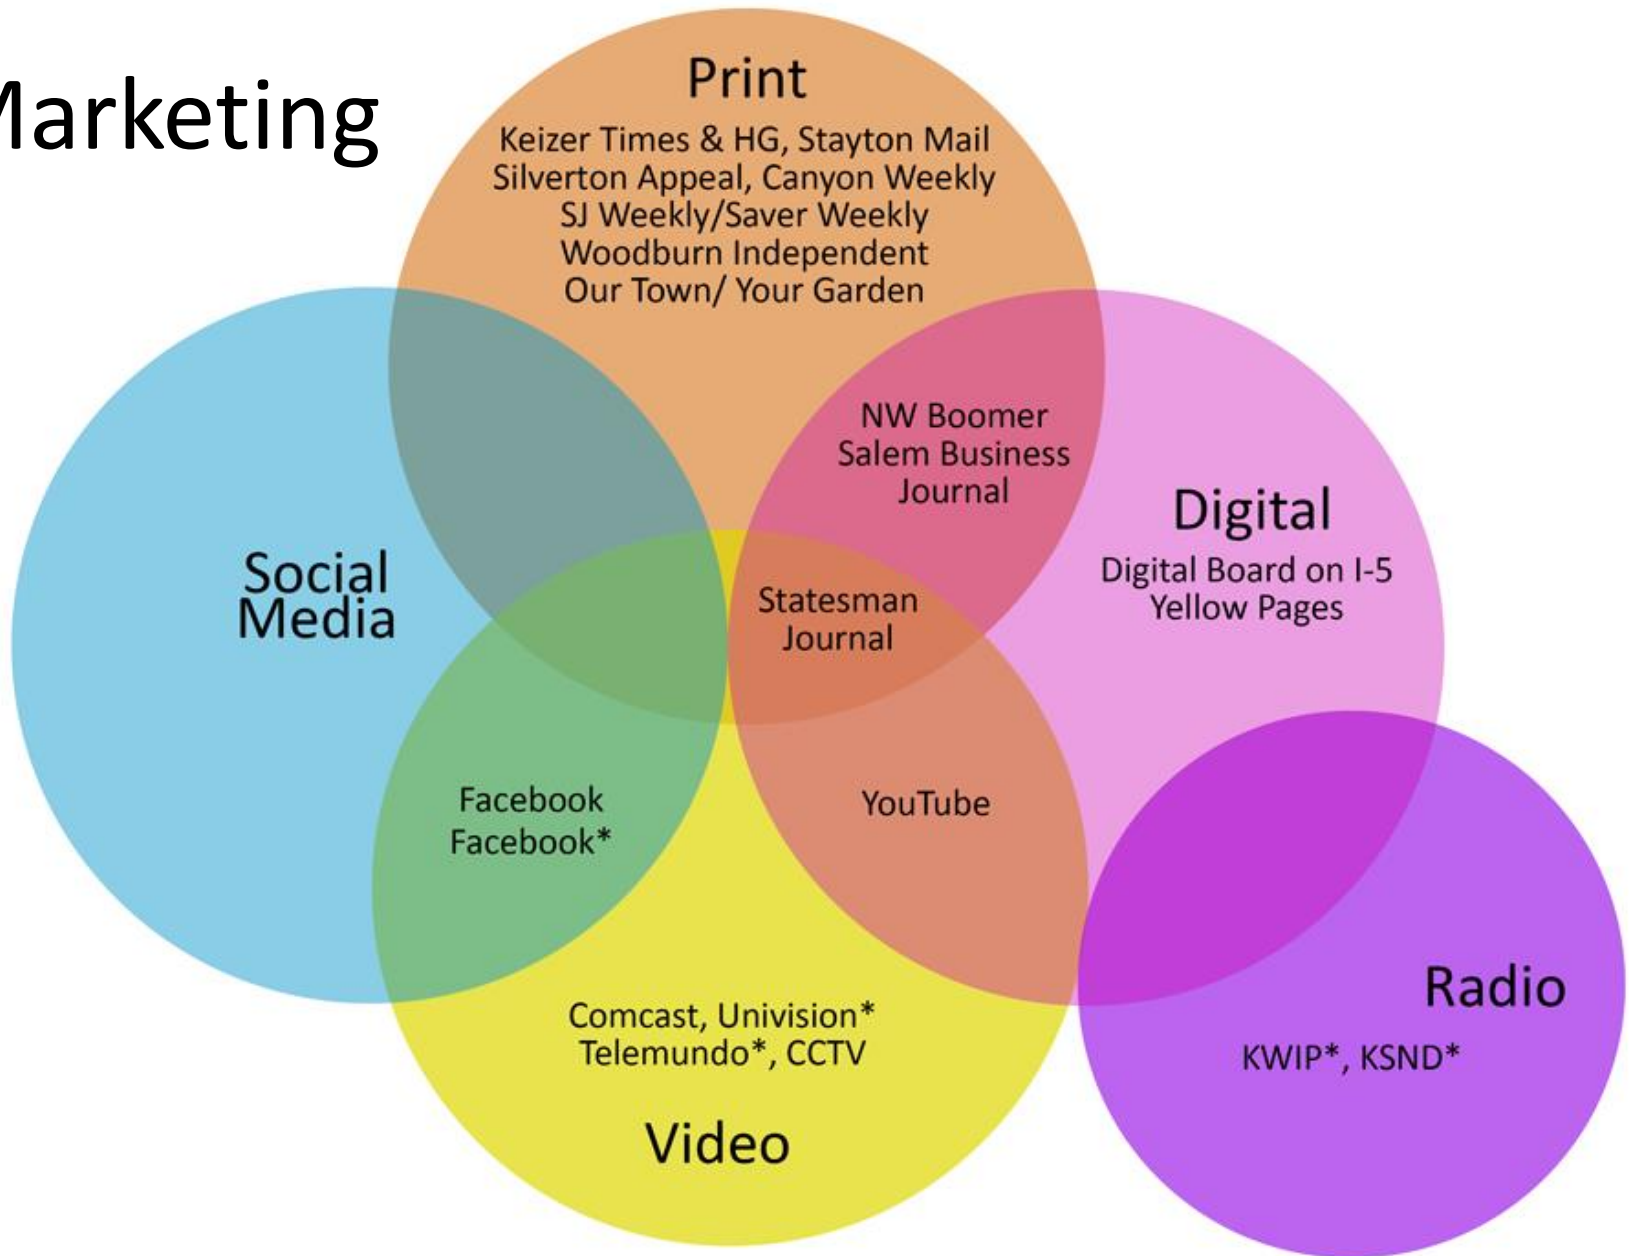 Marketing
Print
Keizer Times & HG, Stayton Mail
Silverton Appeal, Canyon Weekly
SJ Weekly/Saver Weekly
Woodburn Independent
Our Town/ Your Garden
NW Boomer
Salem Business
Journal
Digital
Digital Board on I-5
Yellow Pages
Social
Media
Statesman
Journal
Facebook
Facebook*
YouTube
Comcast, Univision*
Telemundo*, CCTV
Video
Radio
KWIP*, KSND*